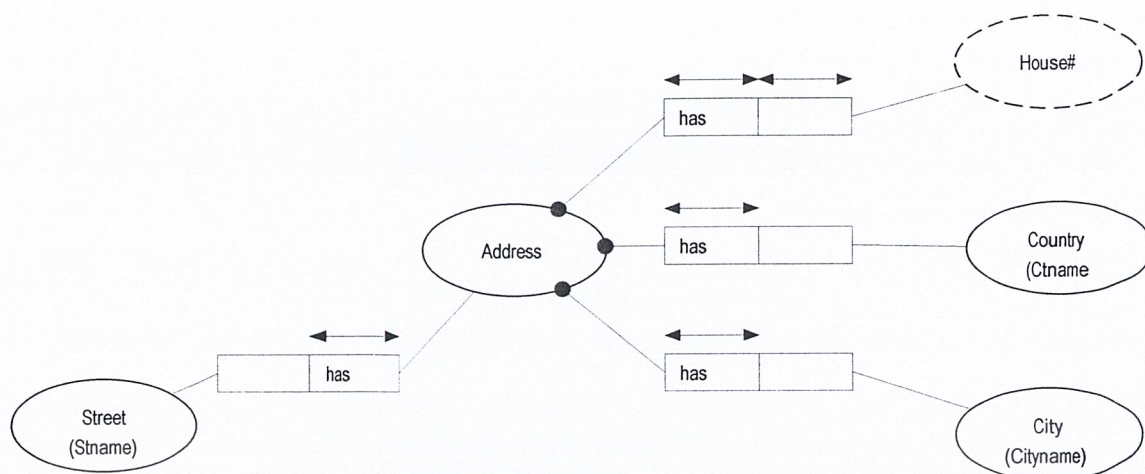 House#
has
Address
has
Country
(Ctname
has
has
Street
(Stname)
City
(Cityname)